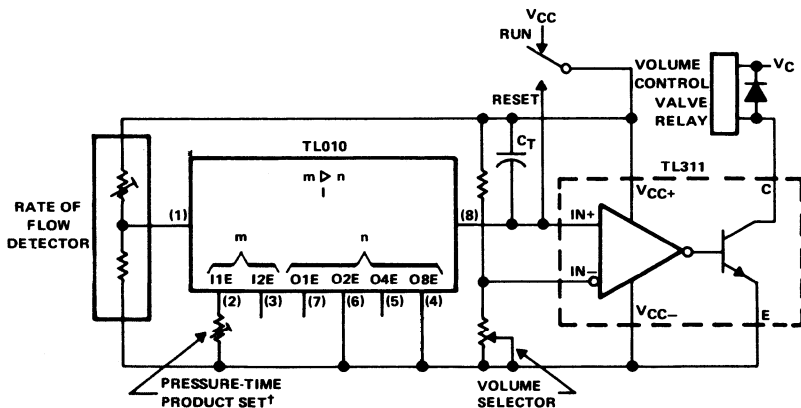 VCC
RUN
VOLUME
CONTROL
VALVE
RELAY
VC
RESET
CT
TL010
TL311
m ▷ n
I
VCC+
C
RATE OF
FLOW
DETECTOR
(1)
(8)
IN+
m
n
I1E
I2E
O1E
O2E
O4E
O8E
IN−
(2)
(3)
(7)
(6)
(5)
(4)
VCC−
E
PRESSURE-TIME
PRODUCT SET†
VOLUME
SELECTOR